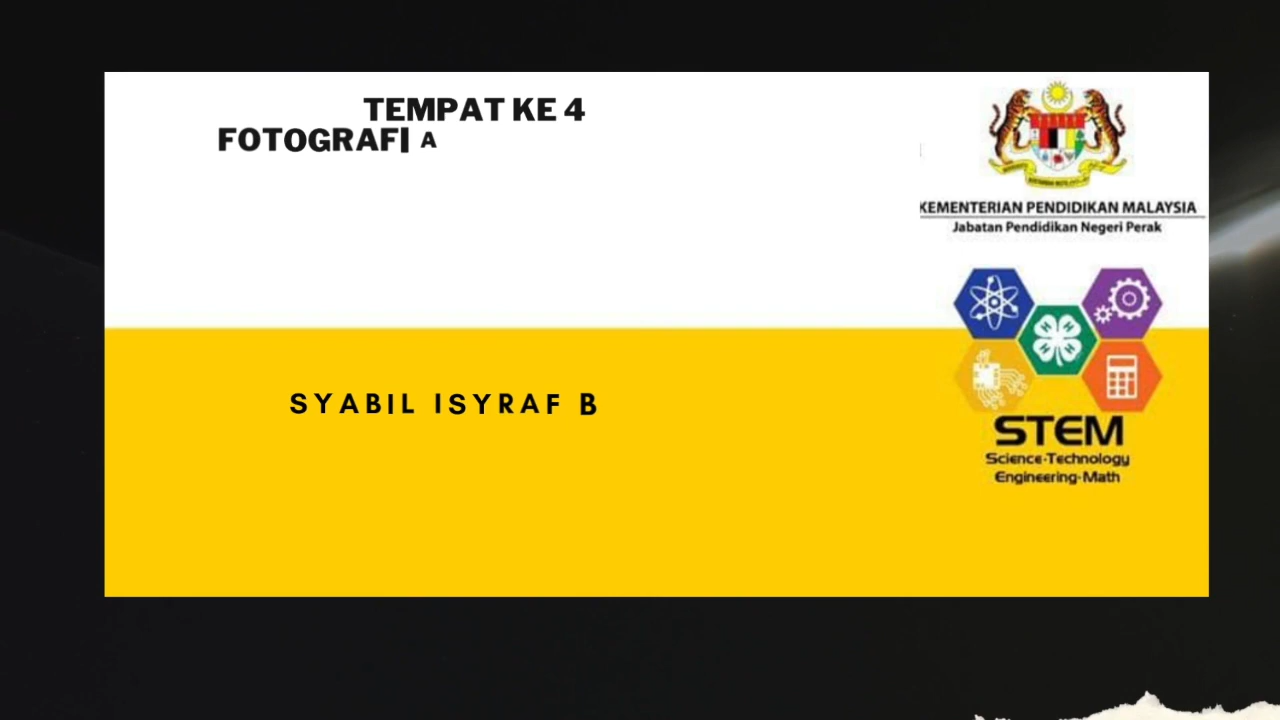 TEMPAT KE 4
FOTOGRAFI A
KEMENTERIAN PENDIDIKAN MALAYSIA
Jabatan Pendidikan Negeri Perak
SYABIL ISYRAF B
STEM
Science·Technology
Engineering·Math